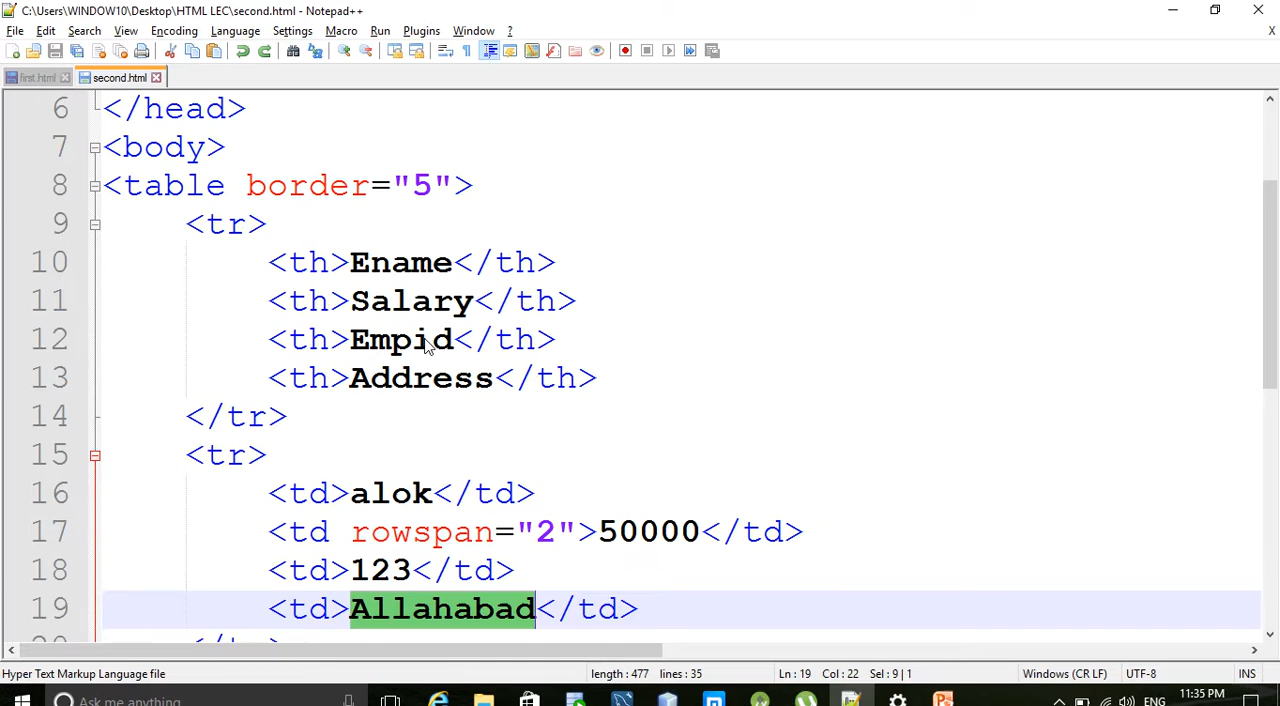 C:\Users\WINDOW10\Desktop\HTML LEC\second.html - Notepad++
File Edit Search View Encoding Language Settings Macro Run Plugins Window ? X
first.html second.html
6 </head>
7 <body>
8 <table border="5">
9 <tr>
10 <th>Ename</th>
11 <th>Salary</th>
12 <th>Empid</th>
13 <th>Address</th>
14 </tr>
15 <tr>
16 <td>alok</td>
17 <td rowspan="2">50000</td>
18 <td>123</td>
19 <td>Allahabad</td>
20 </tr>
Hyper Text Markup Language file length : 477 lines : 35 Ln : 19 Col : 22 Sel : 9 | 1 Windows (CR LF) UTF-8 INS
Ask me anything ENG 11:35 PM